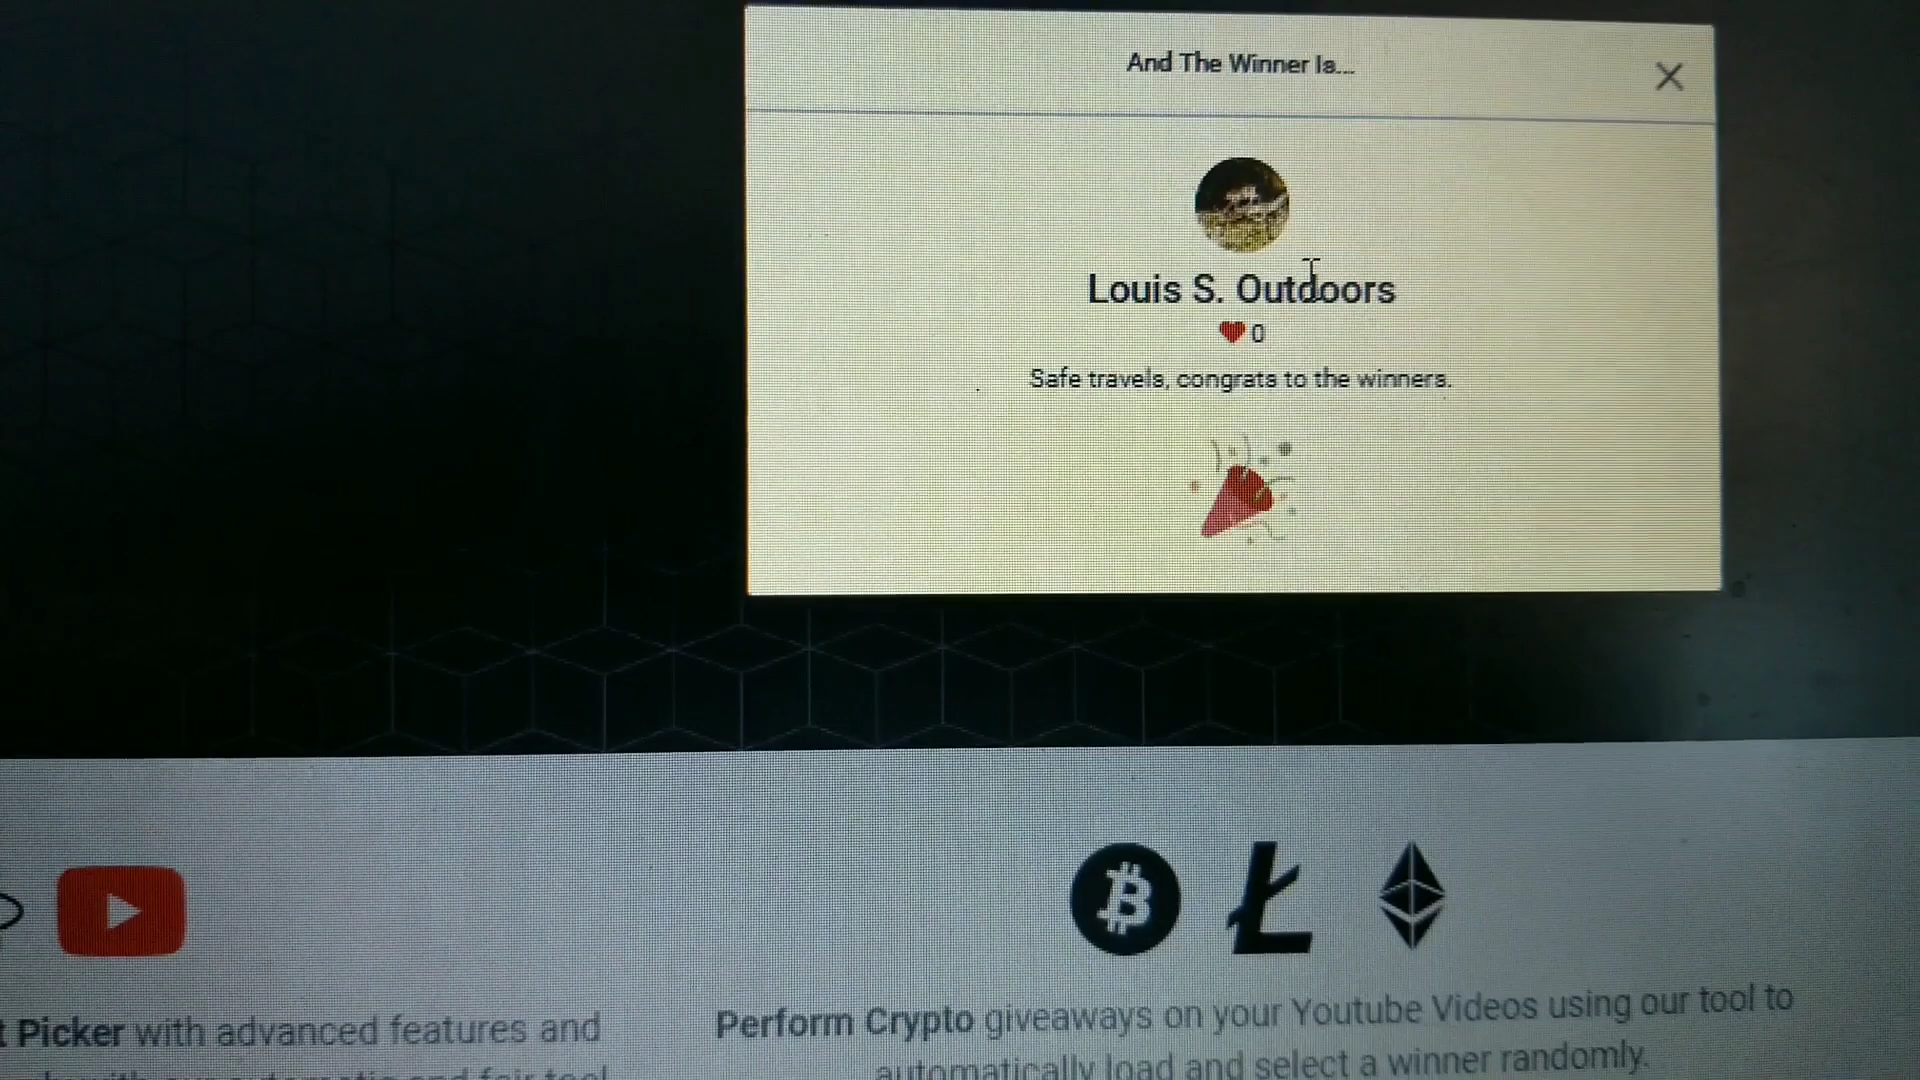 And The Winner Is...
Louis S. Outdoors
0
Safe travels, congrats to the winners.
t Picker with advanced features and
Perform Crypto giveaways on your Youtube Videos using our tool to
automatically load and select a winner randomly.